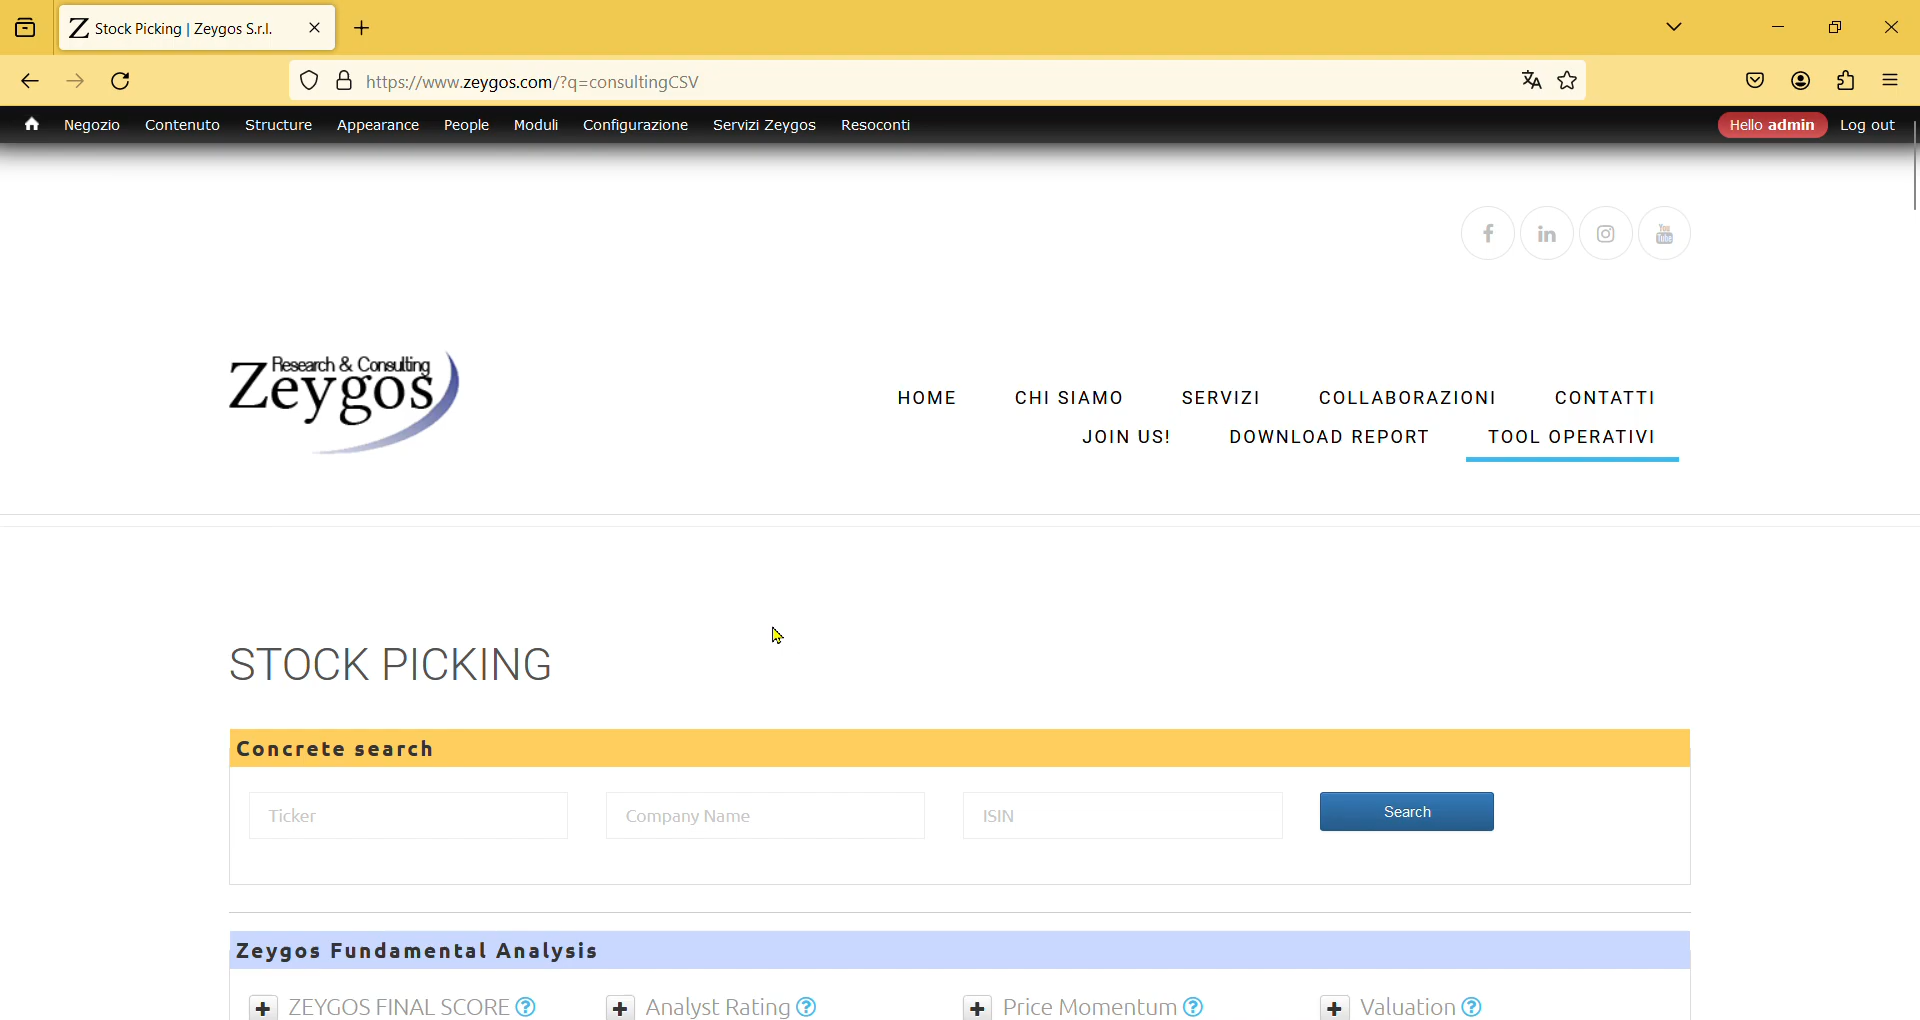 Stock Picking | Zeygos S.r.l.
https://www.zeygos.com/?q=consultingCSV
Negozio Contenuto Structure Appearance People Moduli Configurazione Servizi Zeygos Resoconti Hello admin Log out
You Tube
Research & Consulting
Zeygos
HOME CHI SIAMO SERVIZI COLLABORAZIONI CONTATTI
JOIN US! DOWNLOAD REPORT TOOL OPERATIVI
STOCK PICKING
Concrete search
Ticker Company Name ISIN Search
Zeygos Fundamental Analysis
ZEYGOS FINAL SCORE ? Analyst Rating ? Price Momentum ? Valuation ?